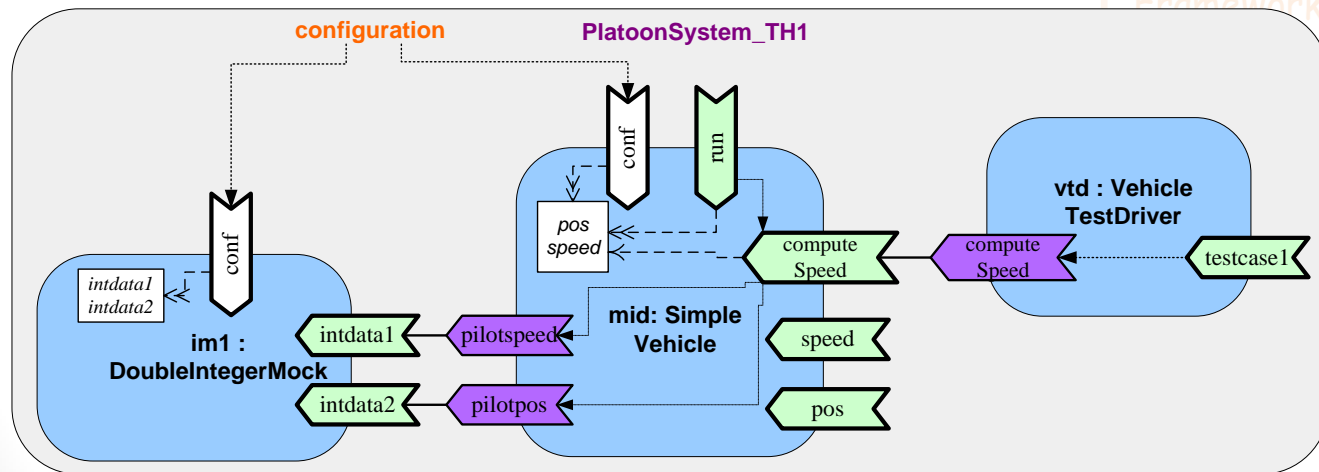 Framework
configuration
PlatoonSystem_TH1
conf
run
vtd : Vehicle
TestDriver
pos
speed
conf
compute
Speed
compute
Speed
testcase1
intdata1
intdata2
im1 :
DoubleIntegerMock
intdata1
pilotspeed
mid: Simple
Vehicle
speed
intdata2
pilotpos
pos